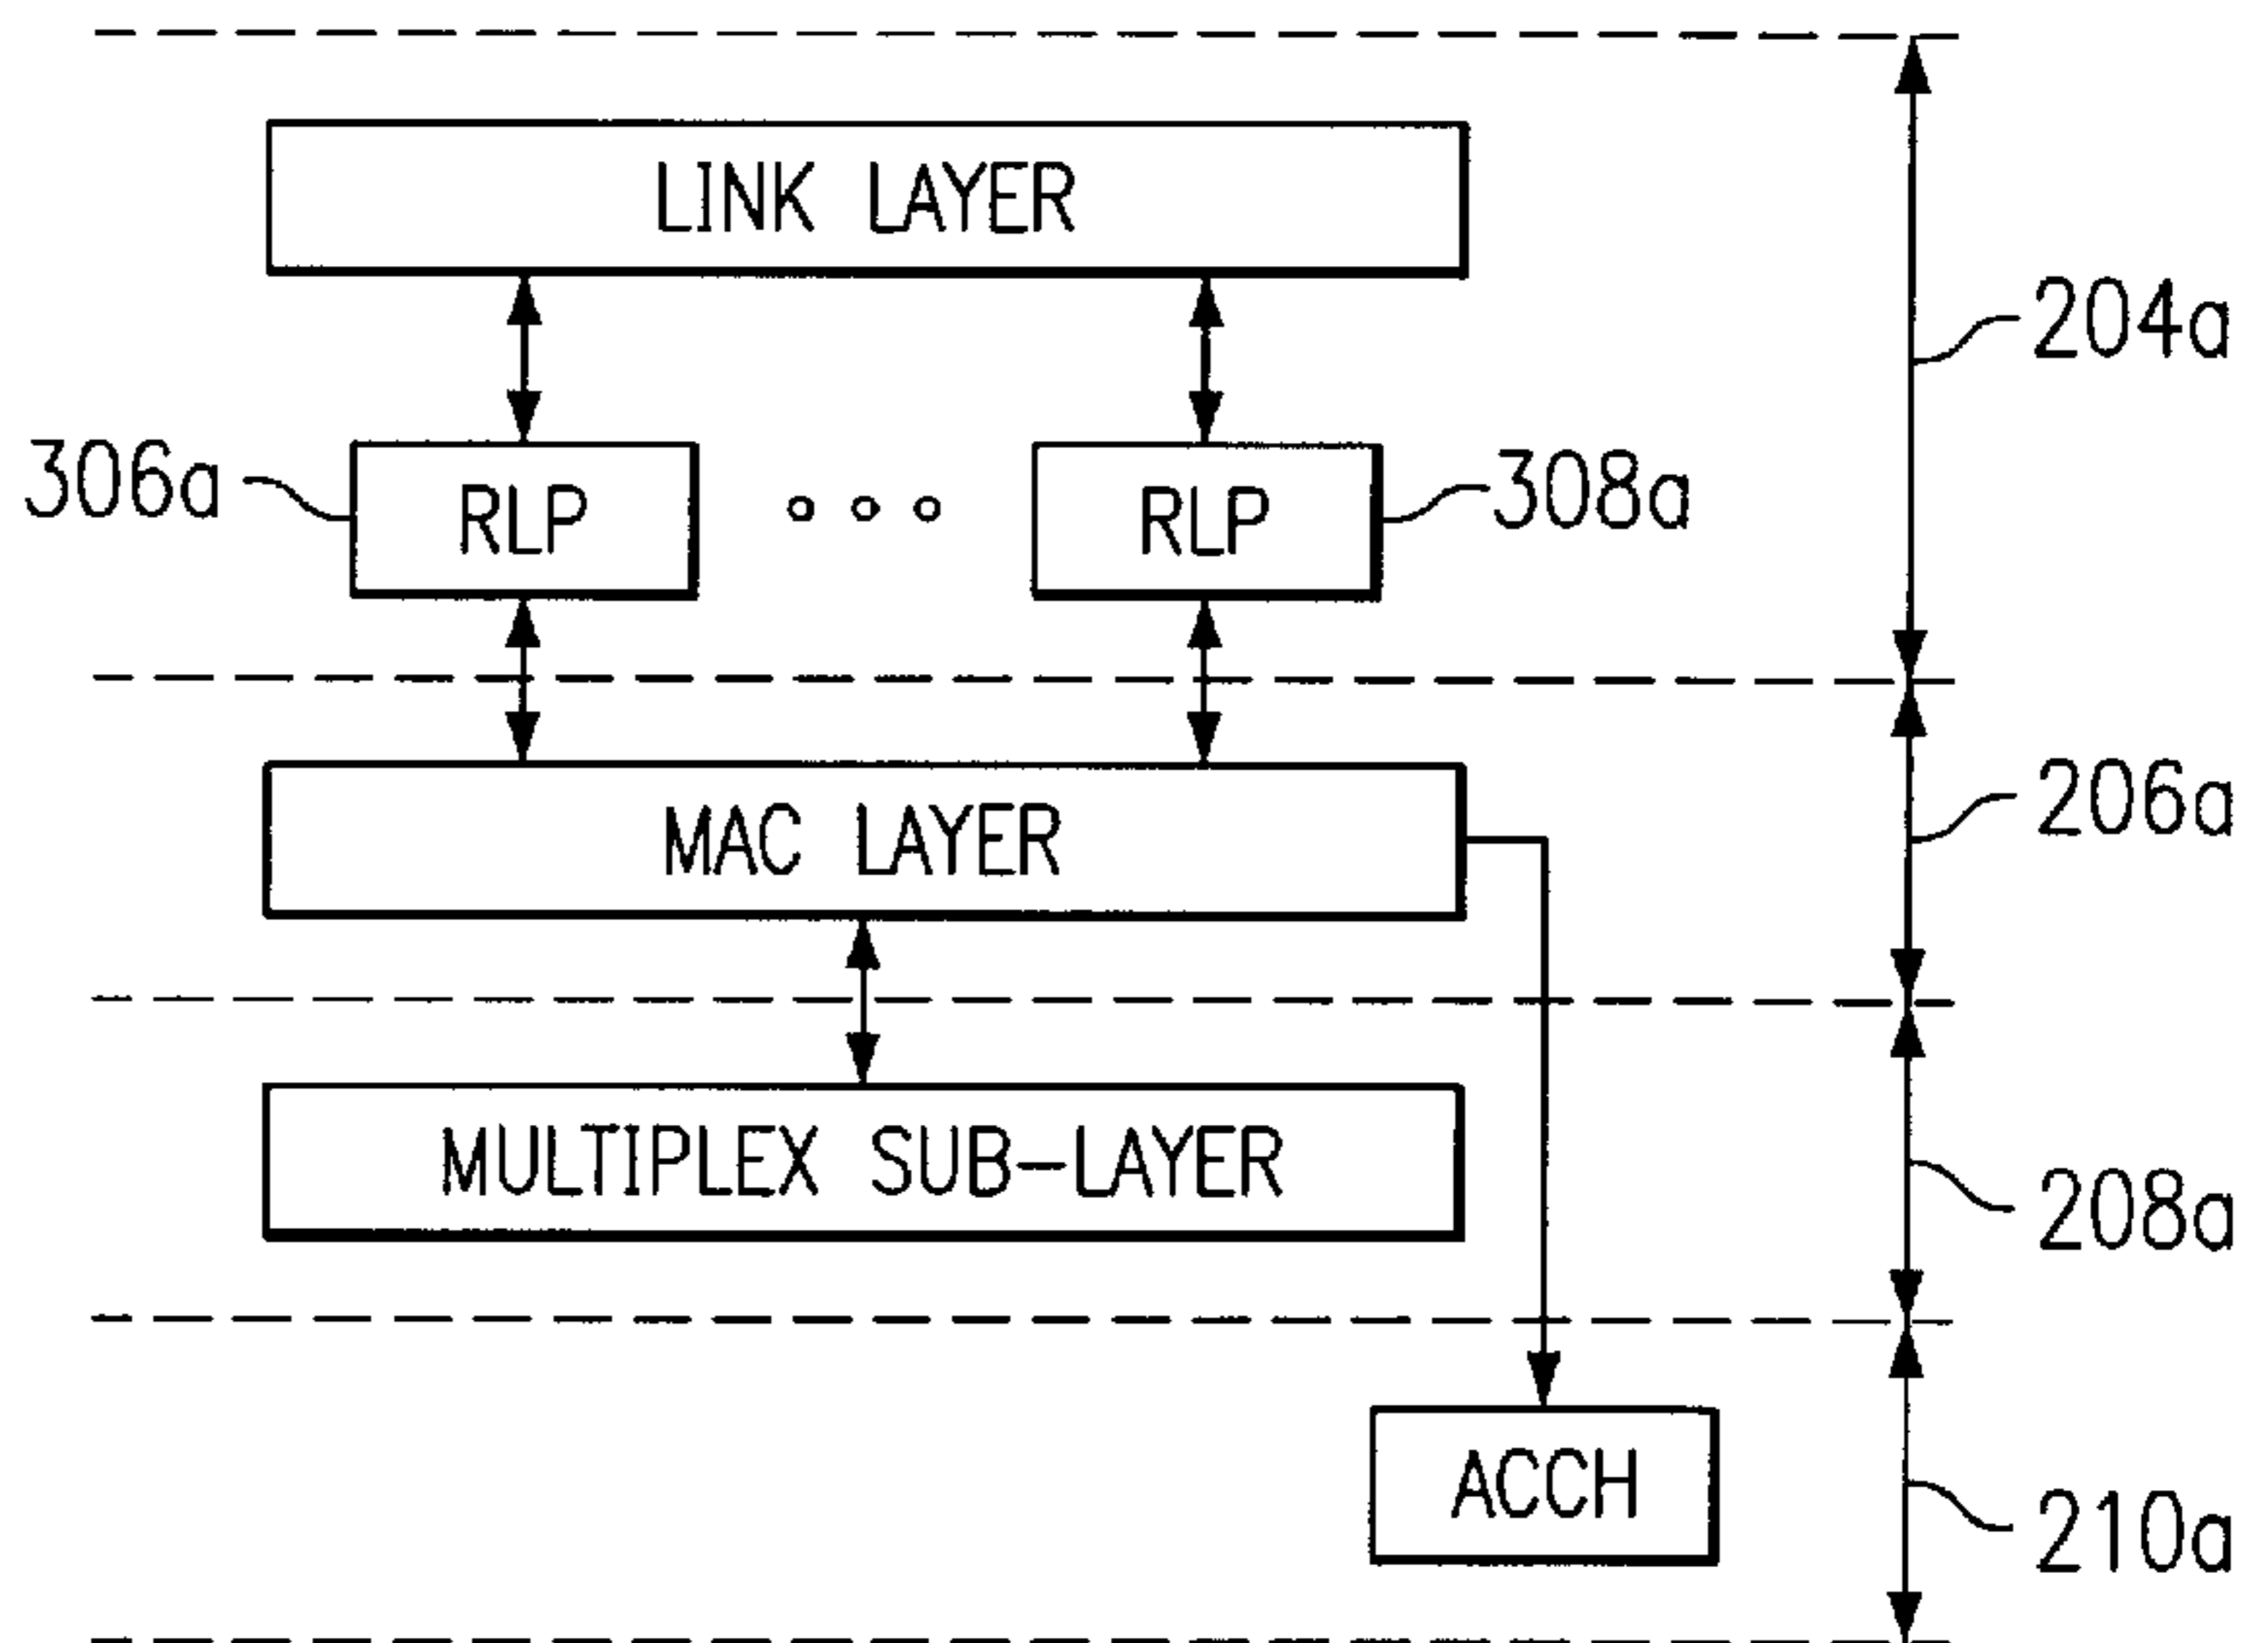 LINK LAYER
204a
306a
RLP
RLP
308a
MAC LAYER
206a
MULTIPLEX SUB-LAYER
208a
ACCH
210a